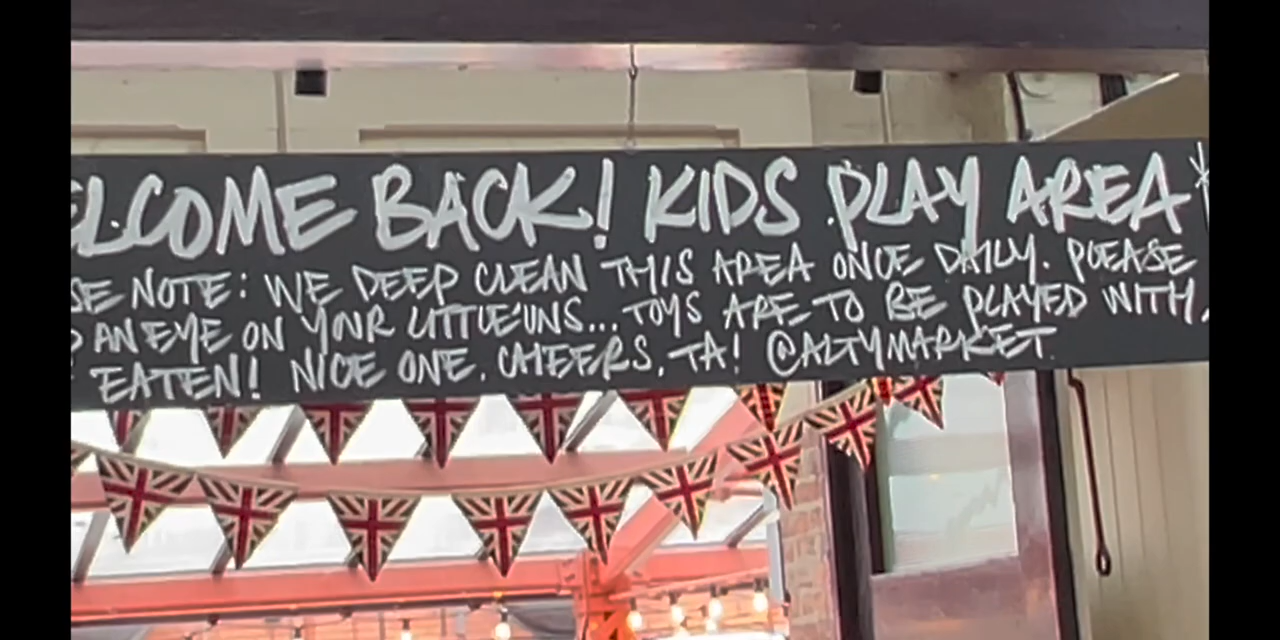 ELCOME BACK! KIDS PLAY AREA*
SE NOTE: WE DEEP CLEAN THIS AREA ONCE DAILY. PLEASE
P AN EYE ON YOUR LITTLE'UNS... TOYS ARE TO BE PLAYED WITH,
EATEN! NICE ONE. CHEERS, TA! @ALTYMARKET.